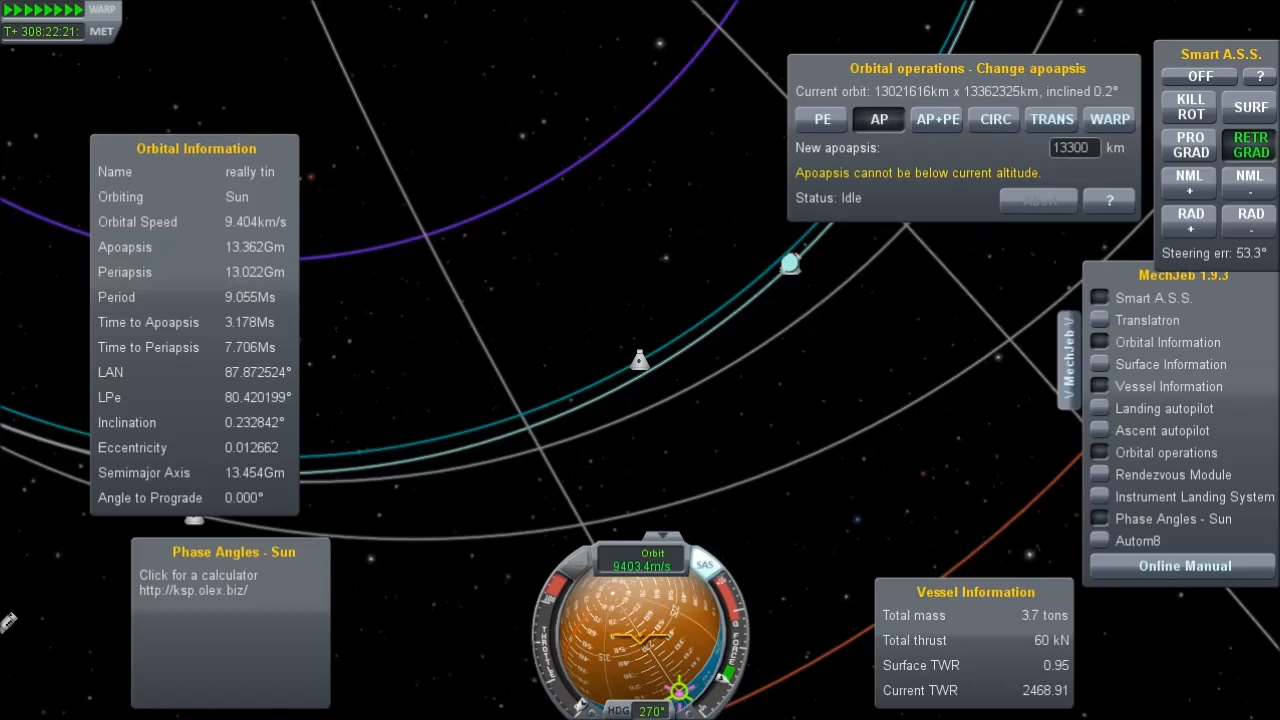 WARP
T+ 308:22:21:
MET
Orbital Information
Name really tin
Orbiting Sun
Orbital Speed 9.404km/s
Apoapsis 13.362Gm
Periapsis 13.022Gm
Period 9.055Ms
Time to Apoapsis 3.178Ms
Time to Periapsis 7.706Ms
LAN 87.872524°
LPe 80.420199°
Inclination 0.232842°
Eccentricity 0.012662
Semimajor Axis 13.454Gm
Angle to Prograde 0.000°
Phase Angles - Sun
Click for a calculator
http://ksp.olex.biz/
Orbital operations - Change apoapsis
Current orbit: 13021616km x 13362325km, inclined 0.2°
PE AP AP+PE CIRC TRANS WARP
New apoapsis: 13300 km
Apoapsis cannot be below current altitude.
Status: Idle Abort ?
Smart A.S.S.
OFF ?
KILL ROT SURF
PRO GRAD RETR GRAD
NML + NML -
RAD + RAD -
Steering err: 53.3°
MechJeb 1.9.3
V MechJeb V
Smart A.S.S.
Translatron
Orbital Information
Surface Information
Vessel Information
Landing autopilot
Ascent autopilot
Orbital operations
Rendezvous Module
Instrument Landing System
Phase Angles - Sun
Autom8
Online Manual
Orbit
9403.4m/s
SAS
THROTTLE
G FORCE
HDG 270°
Vessel Information
Total mass 3.7 tons
Total thrust 60 kN
Surface TWR 0.95
Current TWR 2468.91